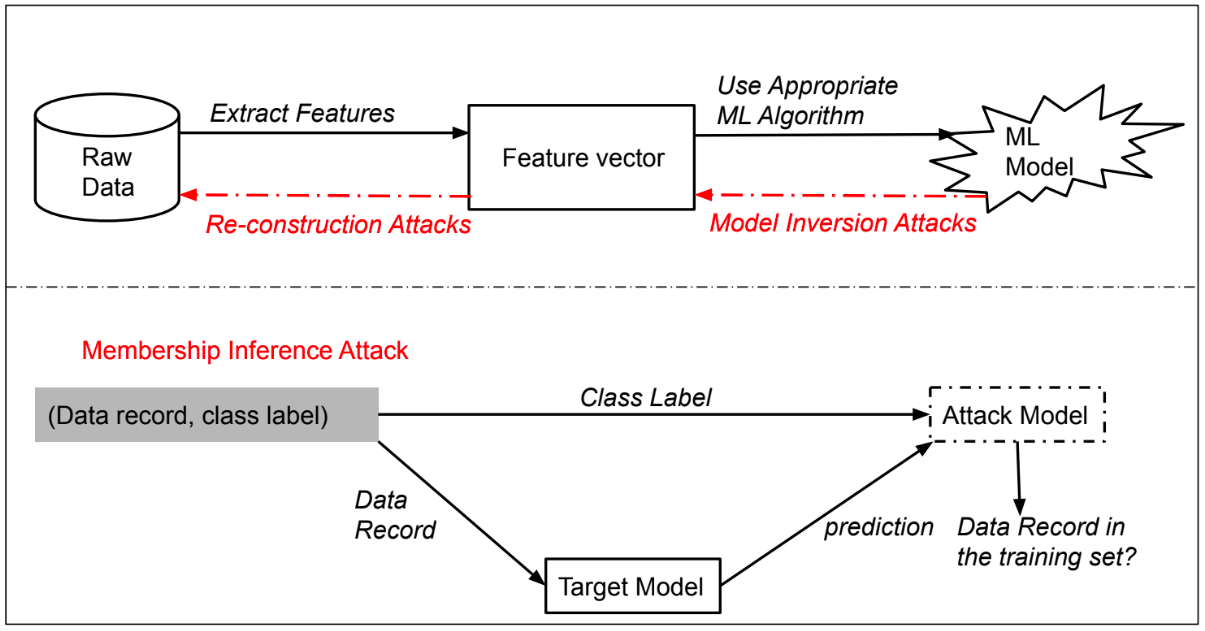 Extract Features
Use Appropriate
ML Algorithm
Raw
Data
Feature vector
ML
Model
Re-construction Attacks
Model Inversion Attacks
Membership Inference Attack
(Data record, class label)
Class Label
Attack Model
Data
Record
prediction
Data Record in
the training set?
Target Model